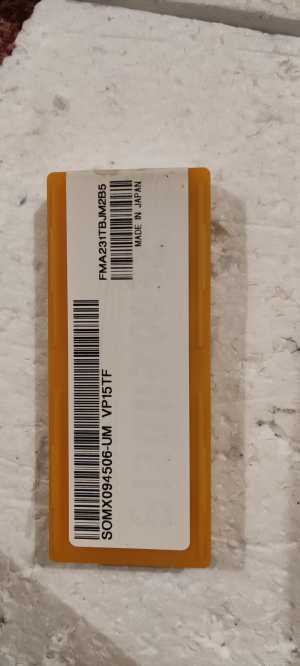 FMA231TBJM2B5
MADE IN JAPAN
SOMX094506-UM VP15TF